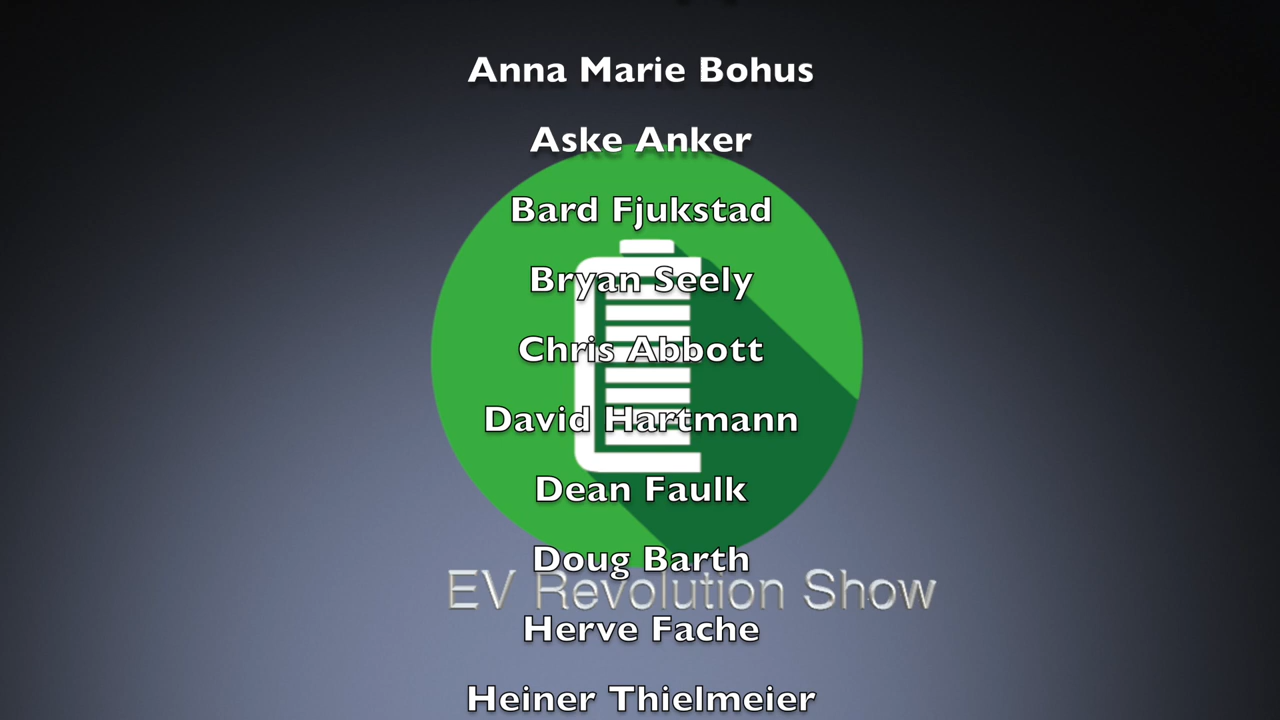 Anna Marie Bohus
Aske Anker
Bard Fjukstad
Bryan Seely
Chris Abbott
David Hartmann
Dean Faulk
Doug Barth
EV Revolution Show
Herve Fache
Heiner Thielmeier